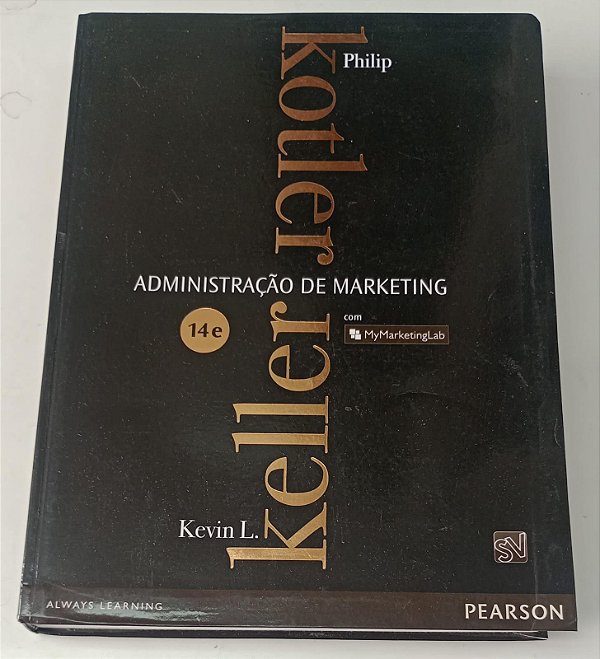 Philip
kotler
ADMINISTRAÇÃO DE MARKETING
14e
com
MyMarketingLab
Kevin L.
keller
SV
ALWAYS LEARNING
PEARSON